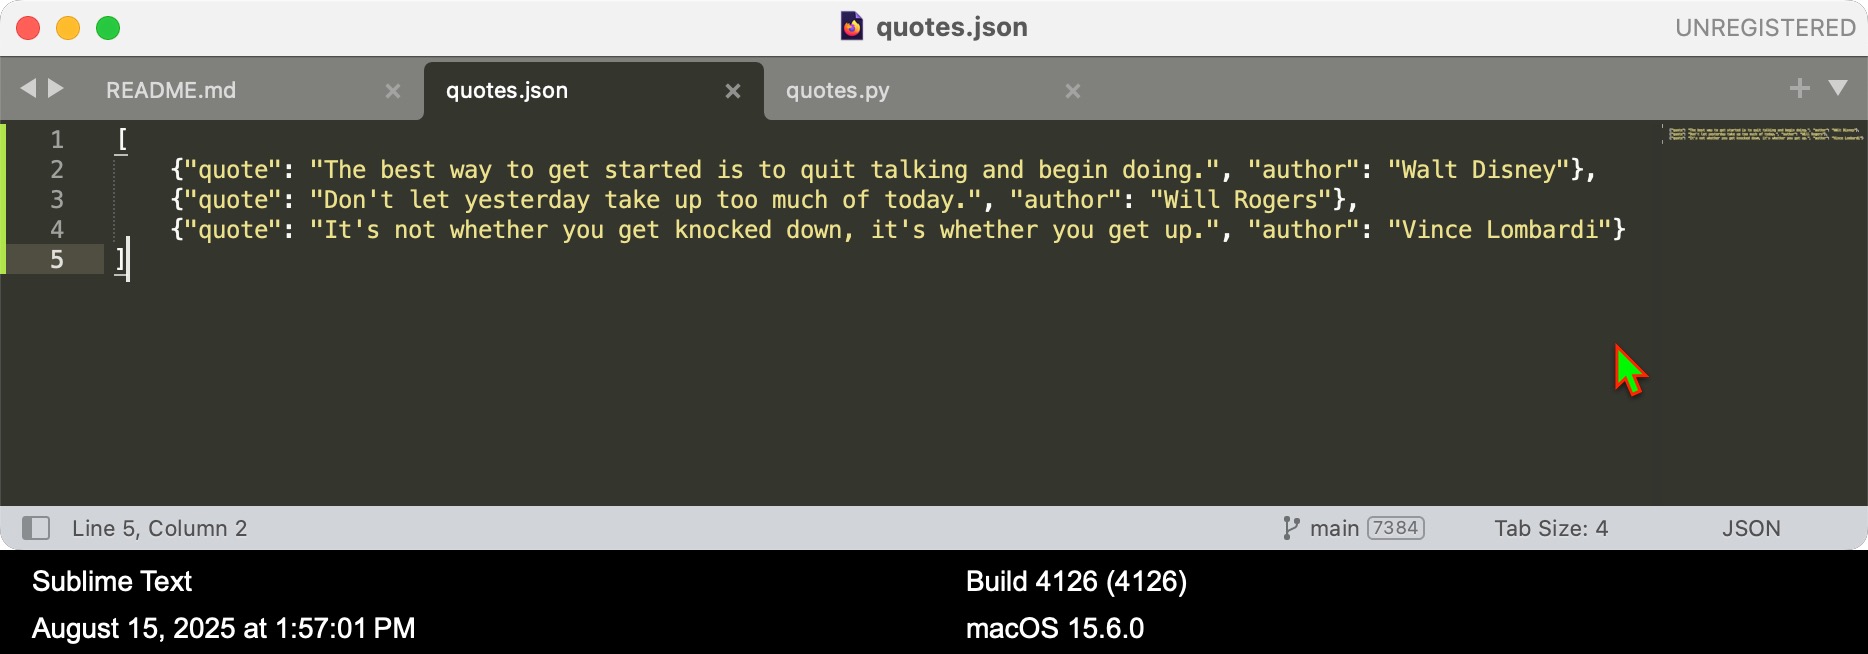 quotes.json
UNREGISTERED
README.md
quotes.json
quotes.py
1 [
2 {"quote": "The best way to get started is to quit talking and begin doing.", "author": "Walt Disney"},
3 {"quote": "Don't let yesterday take up too much of today.", "author": "Will Rogers"},
4 {"quote": "It's not whether you get knocked down, it's whether you get up.", "author": "Vince Lombardi"}
5 ]
Line 5, Column 2
main 7384
Tab Size: 4
JSON
Sublime Text
Build 4126 (4126)
August 15, 2025 at 1:57:01 PM
macOS 15.6.0